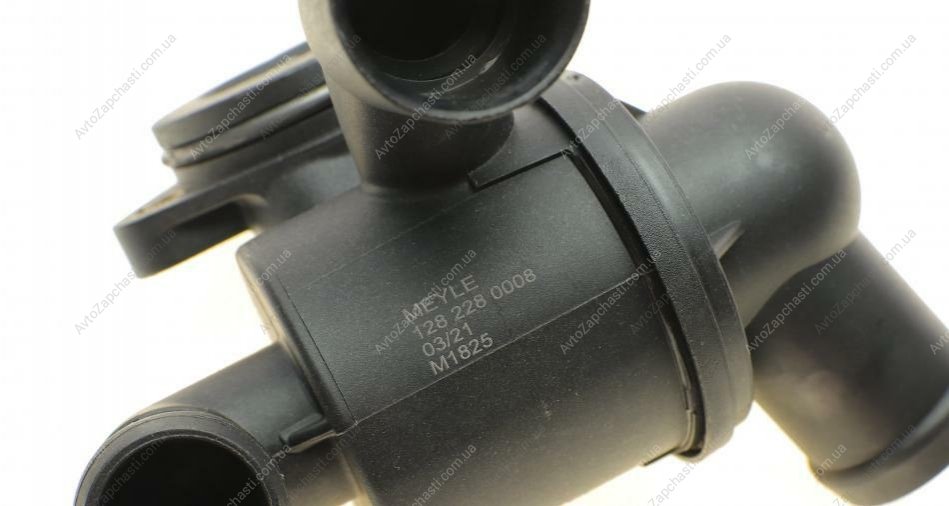 MEYLE
128 228 0008
03/21
M1825
AvtoZapchasti.com.ua